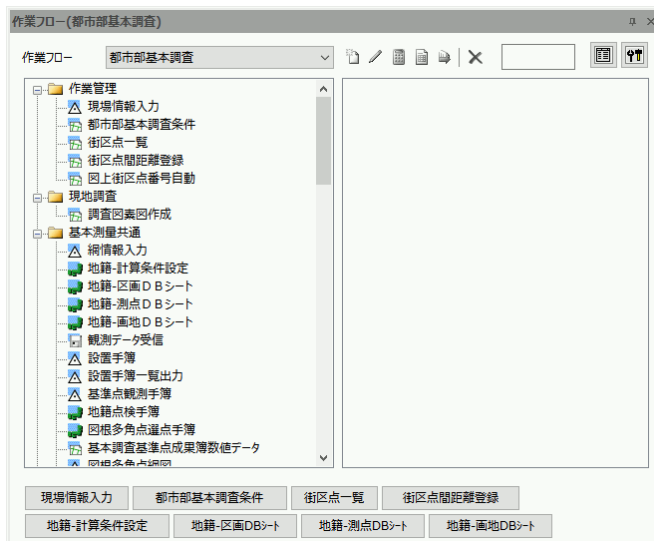 作業フロー(都市部基本調査)
作業フロー 都市部基本調査
作業管理
現場情報入力
都市部基本調査条件
街区点一覧
街区点間距離登録
図上街区点番号自動
現地調査
調査図素図作成
基本測量共通
網情報入力
地籍-計算条件設定
地籍-区画ＤＢシート
地籍-測点ＤＢシート
地籍-画地ＤＢシート
観測データ受信
設置手簿
設置手簿一覧出力
基準点観測手簿
地籍点検手簿
図根多角点選点手簿
基本調査基準点成果簿数値データ
図根多角点網図
現場情報入力 都市部基本調査条件 街区点一覧 街区点間距離登録
地籍-計算条件設定 地籍-区画DBｼｰﾄ 地籍-測点DBｼｰﾄ 地籍-画地DBｼｰﾄ